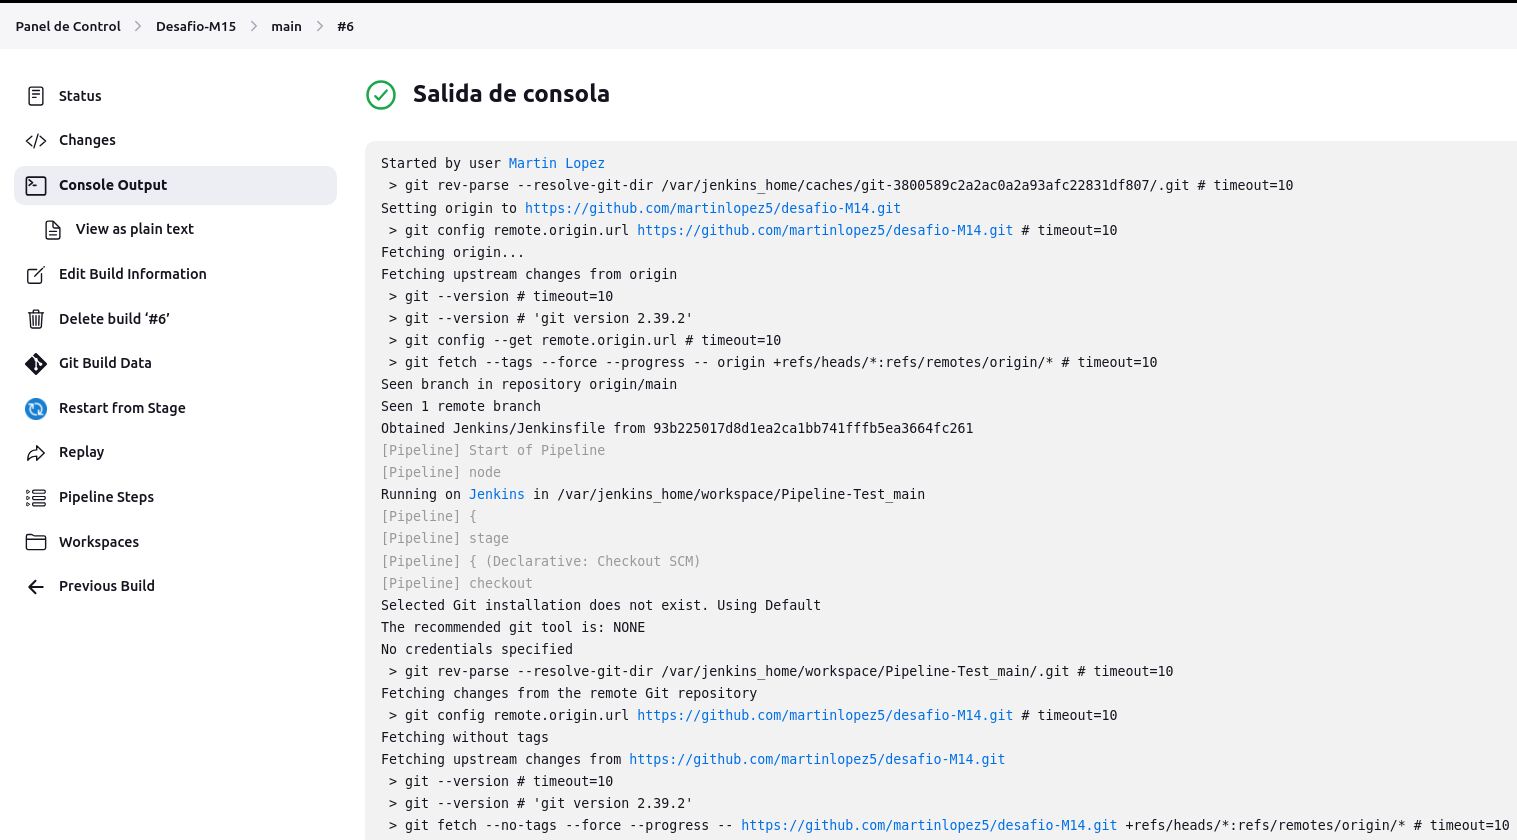 Panel de Control > Desafio-M15 > main > #6
Status
Changes
Console Output
View as plain text
Edit Build Information
Delete build ‘#6’
Git Build Data
Restart from Stage
Replay
Pipeline Steps
Workspaces
Previous Build
Salida de consola
Started by user Martin Lopez
 > git rev-parse --resolve-git-dir /var/jenkins_home/caches/git-3800589c2a2ac0a2a93afc22831df807/.git # timeout=10
Setting origin to https://github.com/martinlopez5/desafio-M14.git
 > git config remote.origin.url https://github.com/martinlopez5/desafio-M14.git # timeout=10
Fetching origin...
Fetching upstream changes from origin
 > git --version # timeout=10
 > git --version # 'git version 2.39.2'
 > git config --get remote.origin.url # timeout=10
 > git fetch --tags --force --progress -- origin +refs/heads/*:refs/remotes/origin/* # timeout=10
Seen branch in repository origin/main
Seen 1 remote branch
Obtained Jenkins/Jenkinsfile from 93b225017d8d1ea2ca1bb741fffb5ea3664fc261
[Pipeline] Start of Pipeline
[Pipeline] node
Running on Jenkins in /var/jenkins_home/workspace/Pipeline-Test_main
[Pipeline] {
[Pipeline] stage
[Pipeline] { (Declarative: Checkout SCM)
[Pipeline] checkout
Selected Git installation does not exist. Using Default
The recommended git tool is: NONE
No credentials specified
 > git rev-parse --resolve-git-dir /var/jenkins_home/workspace/Pipeline-Test_main/.git # timeout=10
Fetching changes from the remote Git repository
 > git config remote.origin.url https://github.com/martinlopez5/desafio-M14.git # timeout=10
Fetching without tags
Fetching upstream changes from https://github.com/martinlopez5/desafio-M14.git
 > git --version # timeout=10
 > git --version # 'git version 2.39.2'
 > git fetch --no-tags --force --progress -- https://github.com/martinlopez5/desafio-M14.git +refs/heads/*:refs/remotes/origin/* # timeout=10